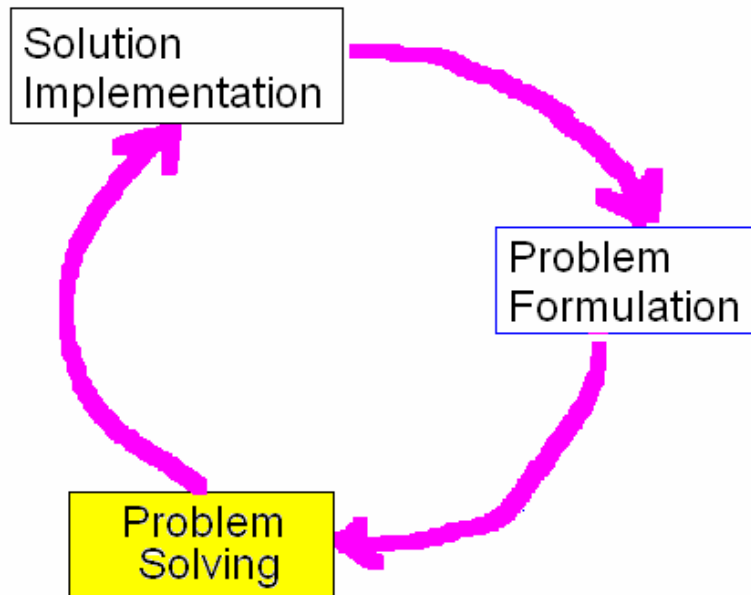 Solution
Implementation
Problem
Formulation
Problem
Solving